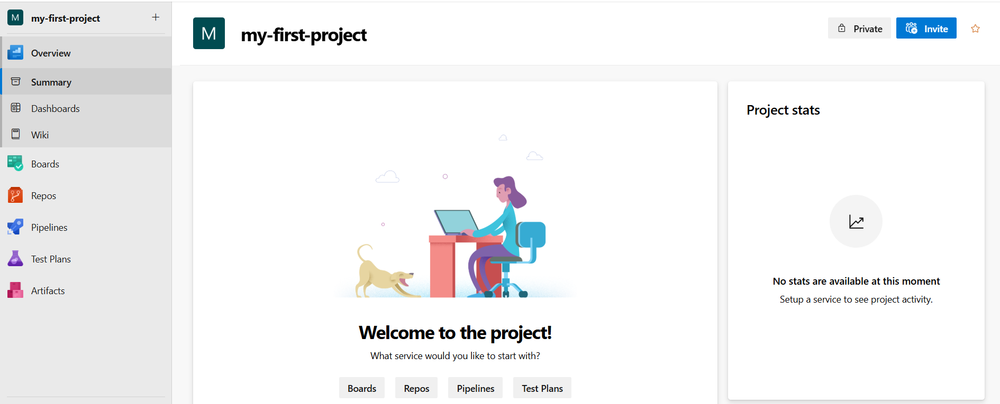 M my-first-project +
Overview
Summary
Dashboards
Wiki
Boards
Repos
Pipelines
Test Plans
Artifacts
M my-first-project
Private Invite
Welcome to the project!
What service would you like to start with?
Boards Repos Pipelines Test Plans
Project stats
No stats are available at this moment
Setup a service to see project activity.